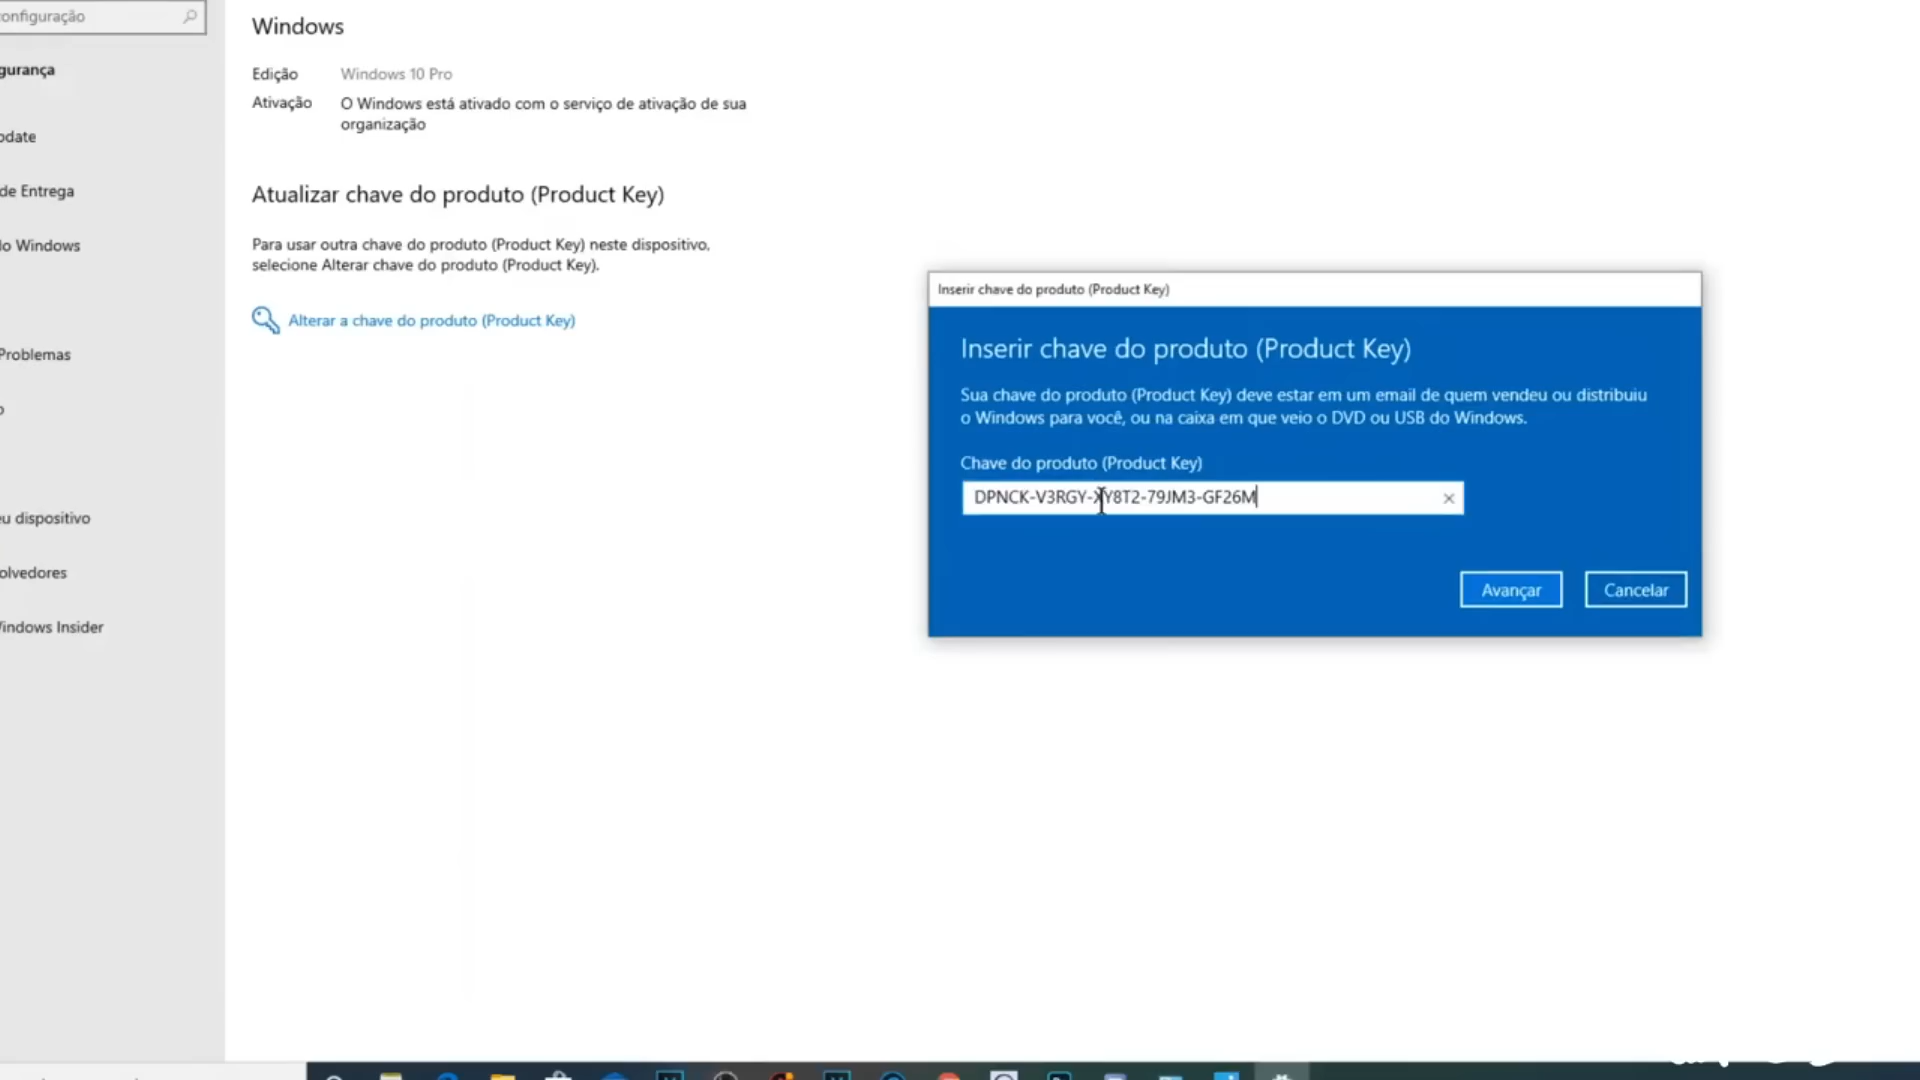 onfiguração
gurança
pdate
de Entrega
lo Windows
Problemas
o
eu dispositivo
olvedores
indows Insider
Windows
Edição Windows 10 Pro
Ativação O Windows está ativado com o serviço de ativação de sua
organização
Atualizar chave do produto (Product Key)
Para usar outra chave do produto (Product Key) neste dispositivo,
selecione Alterar chave do produto (Product Key).
Alterar a chave do produto (Product Key)
Inserir chave do produto (Product Key)
Inserir chave do produto (Product Key)
Sua chave do produto (Product Key) deve estar em um email de quem vendeu ou distribuiu
o Windows para você, ou na caixa em que veio o DVD ou USB do Windows.
Chave do produto (Product Key)
DPNCK-V3RGY-XY8T2-79JM3-GF26M
Avançar Cancelar